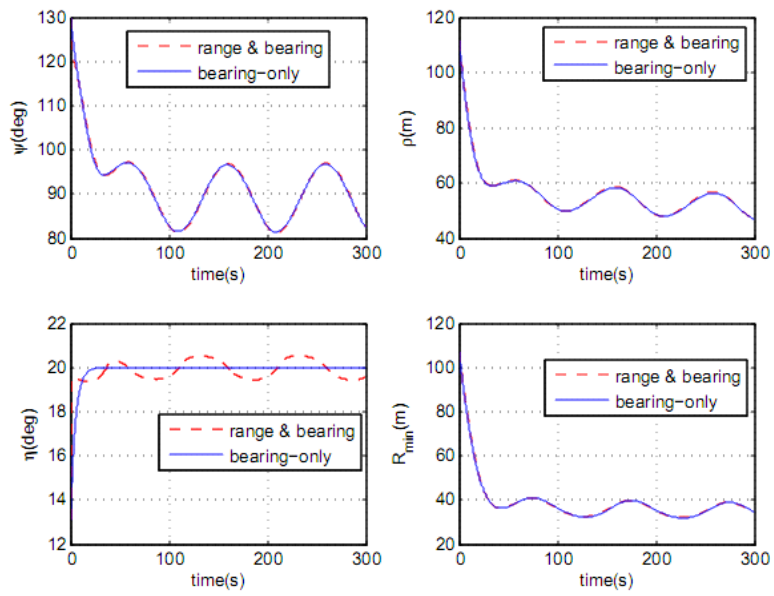 130
120
110
100
90
80
ψ(deg)
0
100
200
300
time(s)
range & bearing
bearing-only
120
100
80
60
40
ρ(m)
0
100
200
300
time(s)
range & bearing
bearing-only
22
20
18
16
14
12
η(deg)
0
100
200
300
time(s)
range & bearing
bearing-only
120
100
80
60
40
20
R_min(m)
0
100
200
300
time(s)
range & bearing
bearing-only